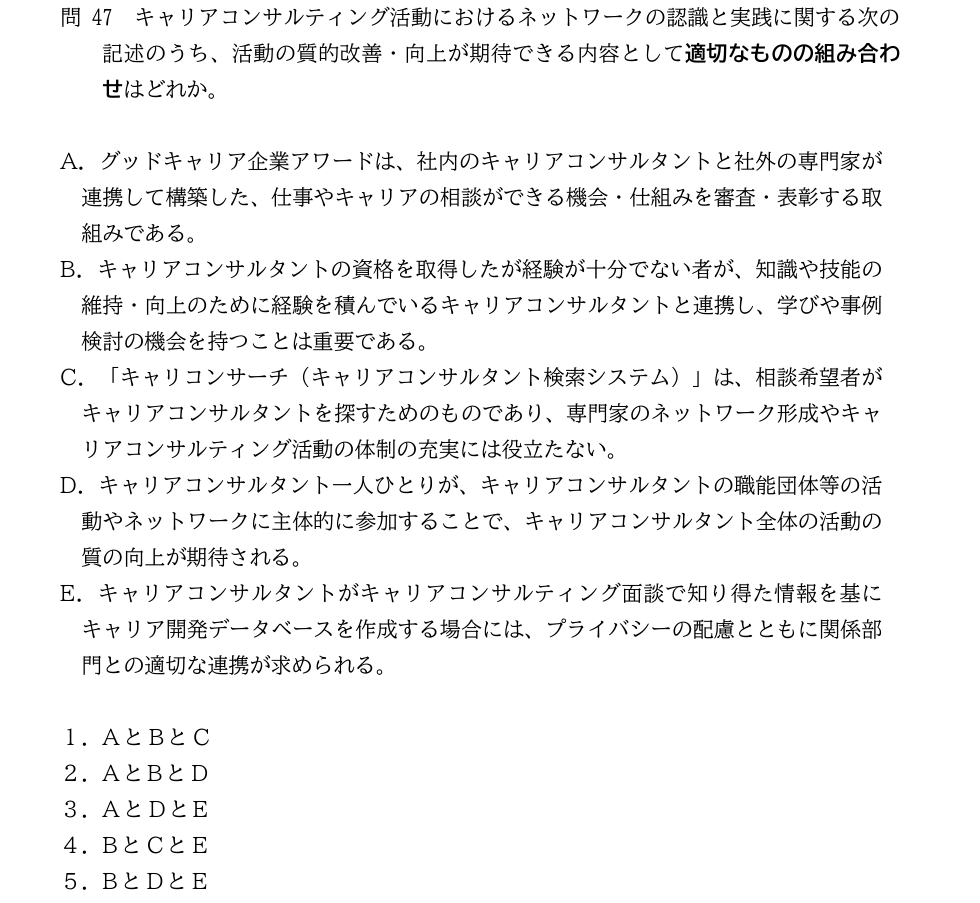 問 47　キャリアコンサルティング活動におけるネットワークの認識と実践に関する次の
記述のうち、活動の質的改善・向上が期待できる内容として適切なものの組み合わ
せはどれか。
A．グッドキャリア企業アワードは、社内のキャリアコンサルタントと社外の専門家が
連携して構築した、仕事やキャリアの相談ができる機会・仕組みを審査・表彰する取
組みである。
B．キャリアコンサルタントの資格を取得したが経験が十分でない者が、知識や技能の
維持・向上のために経験を積んでいるキャリアコンサルタントと連携し、学びや事例
検討の機会を持つことは重要である。
C．「キャリコンサーチ（キャリアコンサルタント検索システム）」は、相談希望者が
キャリアコンサルタントを探すためのものであり、専門家のネットワーク形成やキャ
リアコンサルティング活動の体制の充実には役立たない。
D．キャリアコンサルタント一人ひとりが、キャリアコンサルタントの職能団体等の活
動やネットワークに主体的に参加することで、キャリアコンサルタント全体の活動の
質の向上が期待される。
E．キャリアコンサルタントがキャリアコンサルティング面談で知り得た情報を基に
キャリア開発データベースを作成する場合には、プライバシーの配慮とともに関係部
門との適切な連携が求められる。
１．ＡとＢとＣ
２．ＡとＢとＤ
３．ＡとＤとＥ
４．ＢとＣとＥ
５．ＢとＤとＥ